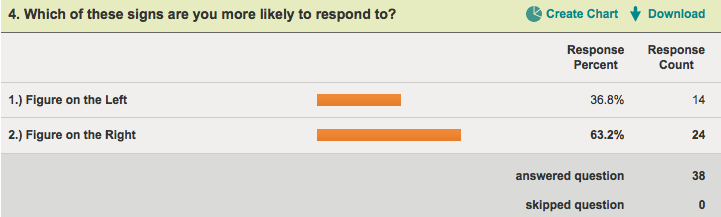 4. Which of these signs are you more likely to respond to? Create Chart Download
Response Percent Response Count
1.) Figure on the Left 36.8% 14
2.) Figure on the Right 63.2% 24
answered question 38
skipped question 0